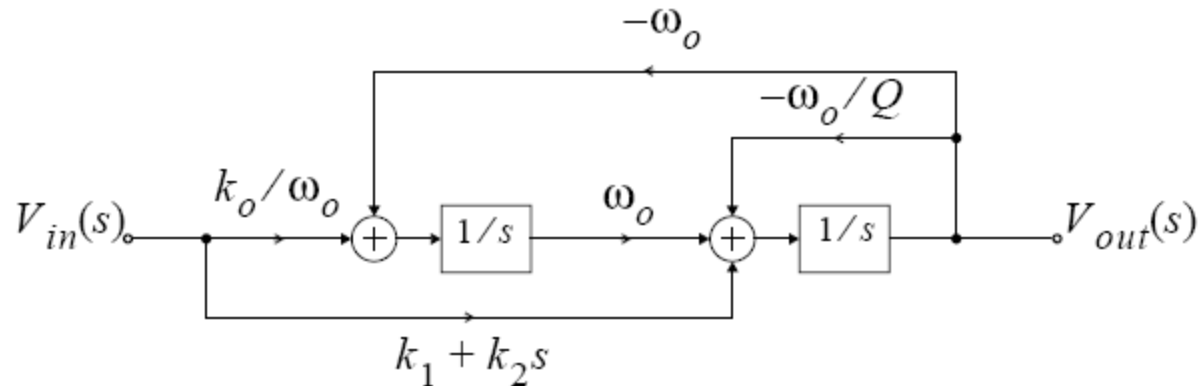 −ω_o
−ω_o/Q
k_o/ω_o
ω_o
V_in(s)
+
1/s
+
1/s
V_out(s)
k_1 + k_2s